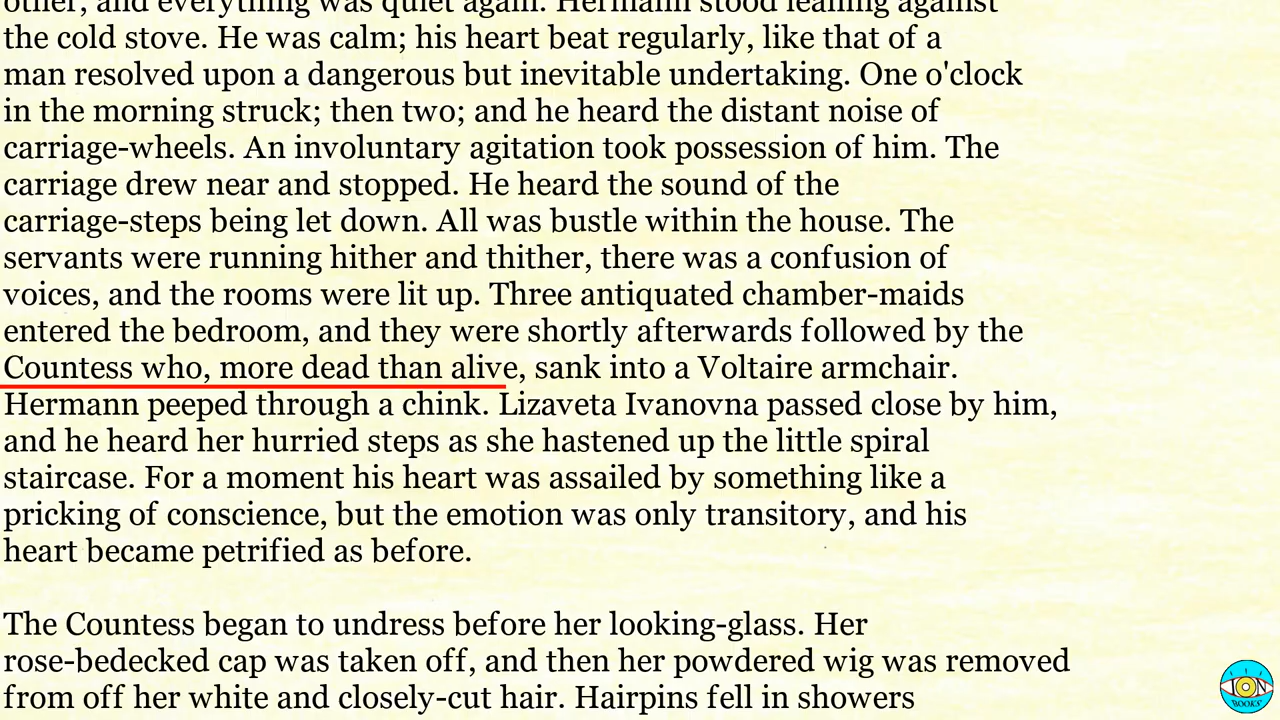 other, and everything was quiet again. Hermann stood leaning against
the cold stove. He was calm; his heart beat regularly, like that of a
man resolved upon a dangerous but inevitable undertaking. One o'clock
in the morning struck; then two; and he heard the distant noise of
carriage-wheels. An involuntary agitation took possession of him. The
carriage drew near and stopped. He heard the sound of the
carriage-steps being let down. All was bustle within the house. The
servants were running hither and thither, there was a confusion of
voices, and the rooms were lit up. Three antiquated chamber-maids
entered the bedroom, and they were shortly afterwards followed by the
Countess who, more dead than alive, sank into a Voltaire armchair.
Hermann peeped through a chink. Lizaveta Ivanovna passed close by him,
and he heard her hurried steps as she hastened up the little spiral
staircase. For a moment his heart was assailed by something like a
pricking of conscience, but the emotion was only transitory, and his
heart became petrified as before.
The Countess began to undress before her looking-glass. Her
rose-bedecked cap was taken off, and then her powdered wig was removed
from off her white and closely-cut hair. Hairpins fell in showers
ION
BOOKS